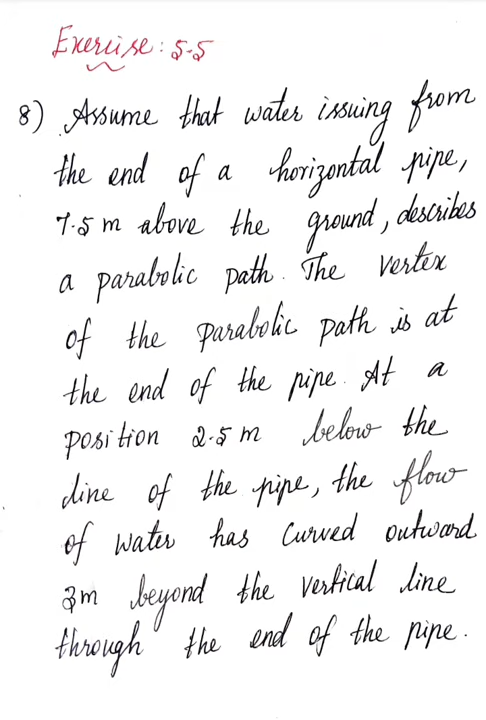 Exercise: 5.5
8) Assume that water issuing from
the end of a horizontal pipe,
7.5 m above the ground, describes
a parabolic path. The vertex
of the parabolic path is at
the end of the pipe. At a
position 2.5 m below the
line of the pipe, the flow
of water has curved outward
3m beyond the vertical line
through the end of the pipe.